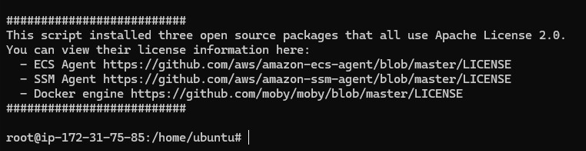 ##########################
This script installed three open source packages that all use Apache License 2.0.
You can view their license information here:
  - ECS Agent https://github.com/aws/amazon-ecs-agent/blob/master/LICENSE
  - SSM Agent https://github.com/aws/amazon-ssm-agent/blob/master/LICENSE
  - Docker engine https://github.com/moby/moby/blob/master/LICENSE
##########################
root@ip-172-31-75-85:/home/ubuntu#